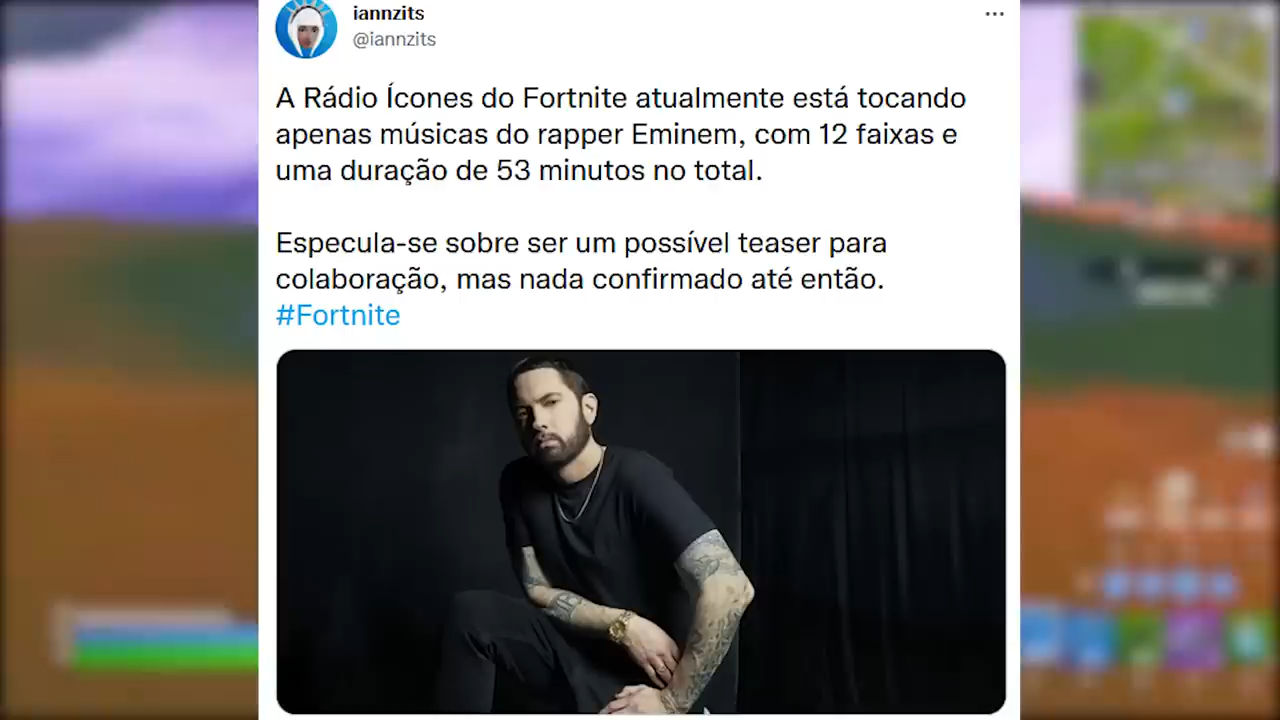 iannzits
@iannzits
A Rádio Ícones do Fortnite atualmente está tocando
apenas músicas do rapper Eminem, com 12 faixas e
uma duração de 53 minutos no total.
Especula-se sobre ser um possível teaser para
colaboração, mas nada confirmado até então.
#Fortnite